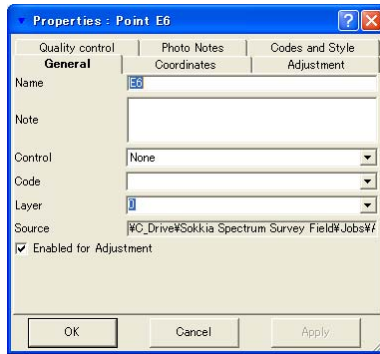 Properties : Point E6
Quality control Photo Notes Codes and Style
General Coordinates Adjustment
Name E6
Note
Control None
Code
Layer 0
Source ¥C_Drive¥Sokkia Spectrum Survey Field¥Jobs¥
Enabled for Adjustment
OK Cancel Apply